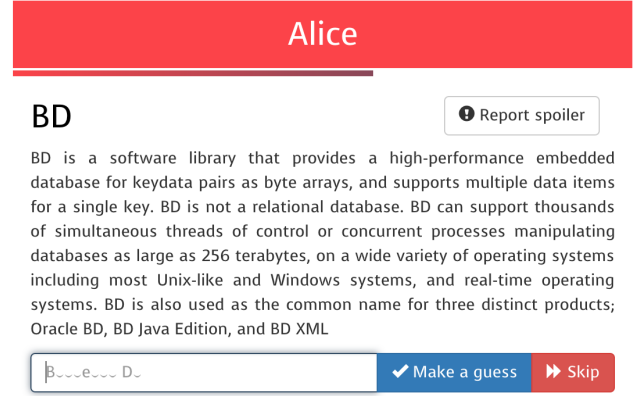 Alice
BD
Report spoiler
BD is a software library that provides a high-performance embedded
database for keydata pairs as byte arrays, and supports multiple data items
for a single key. BD is not a relational database. BD can support thousands
of simultaneous threads of control or concurrent processes manipulating
databases as large as 256 terabytes, on a wide variety of operating systems
including most Unix-like and Windows systems, and real-time operating
systems. BD is also used as the common name for three distinct products;
Oracle BD, BD Java Edition, and BD XML
B⏑⏑⏑e⏑⏑⏑ D⏑
Make a guess
Skip